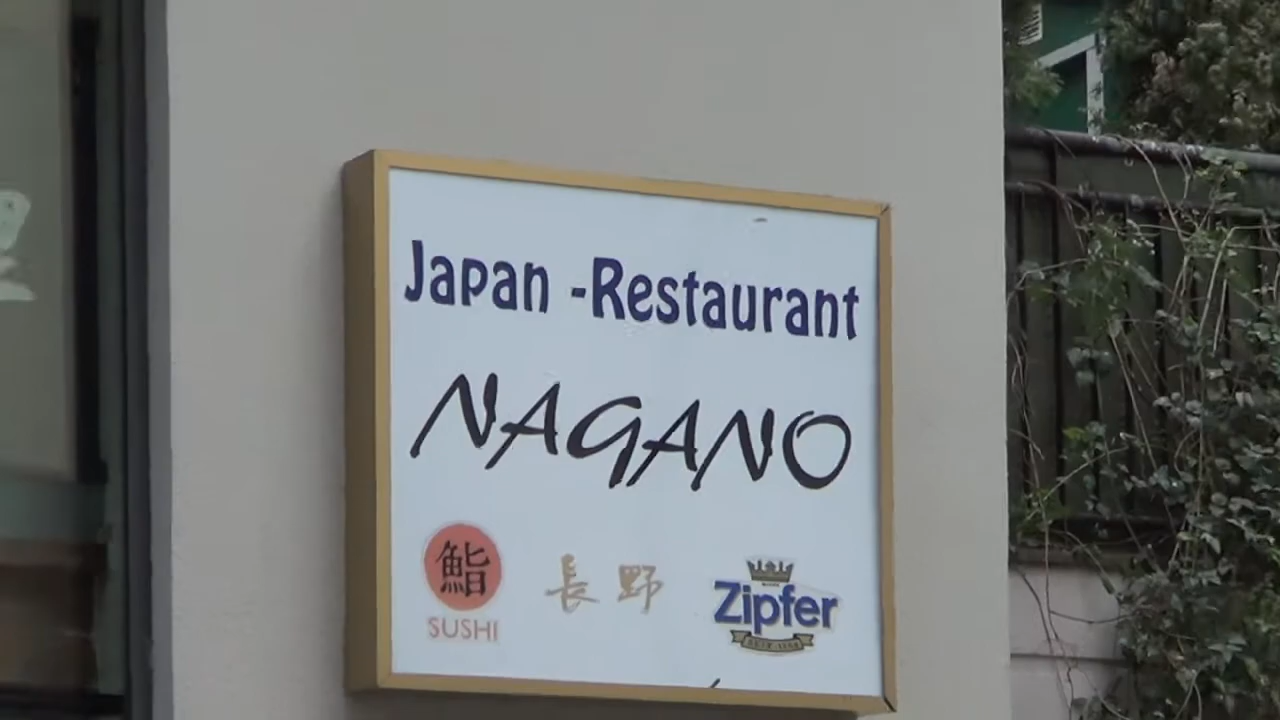 Japan -Restaurant
NAGANO
鮨
SUSHI
長野
Zipfer